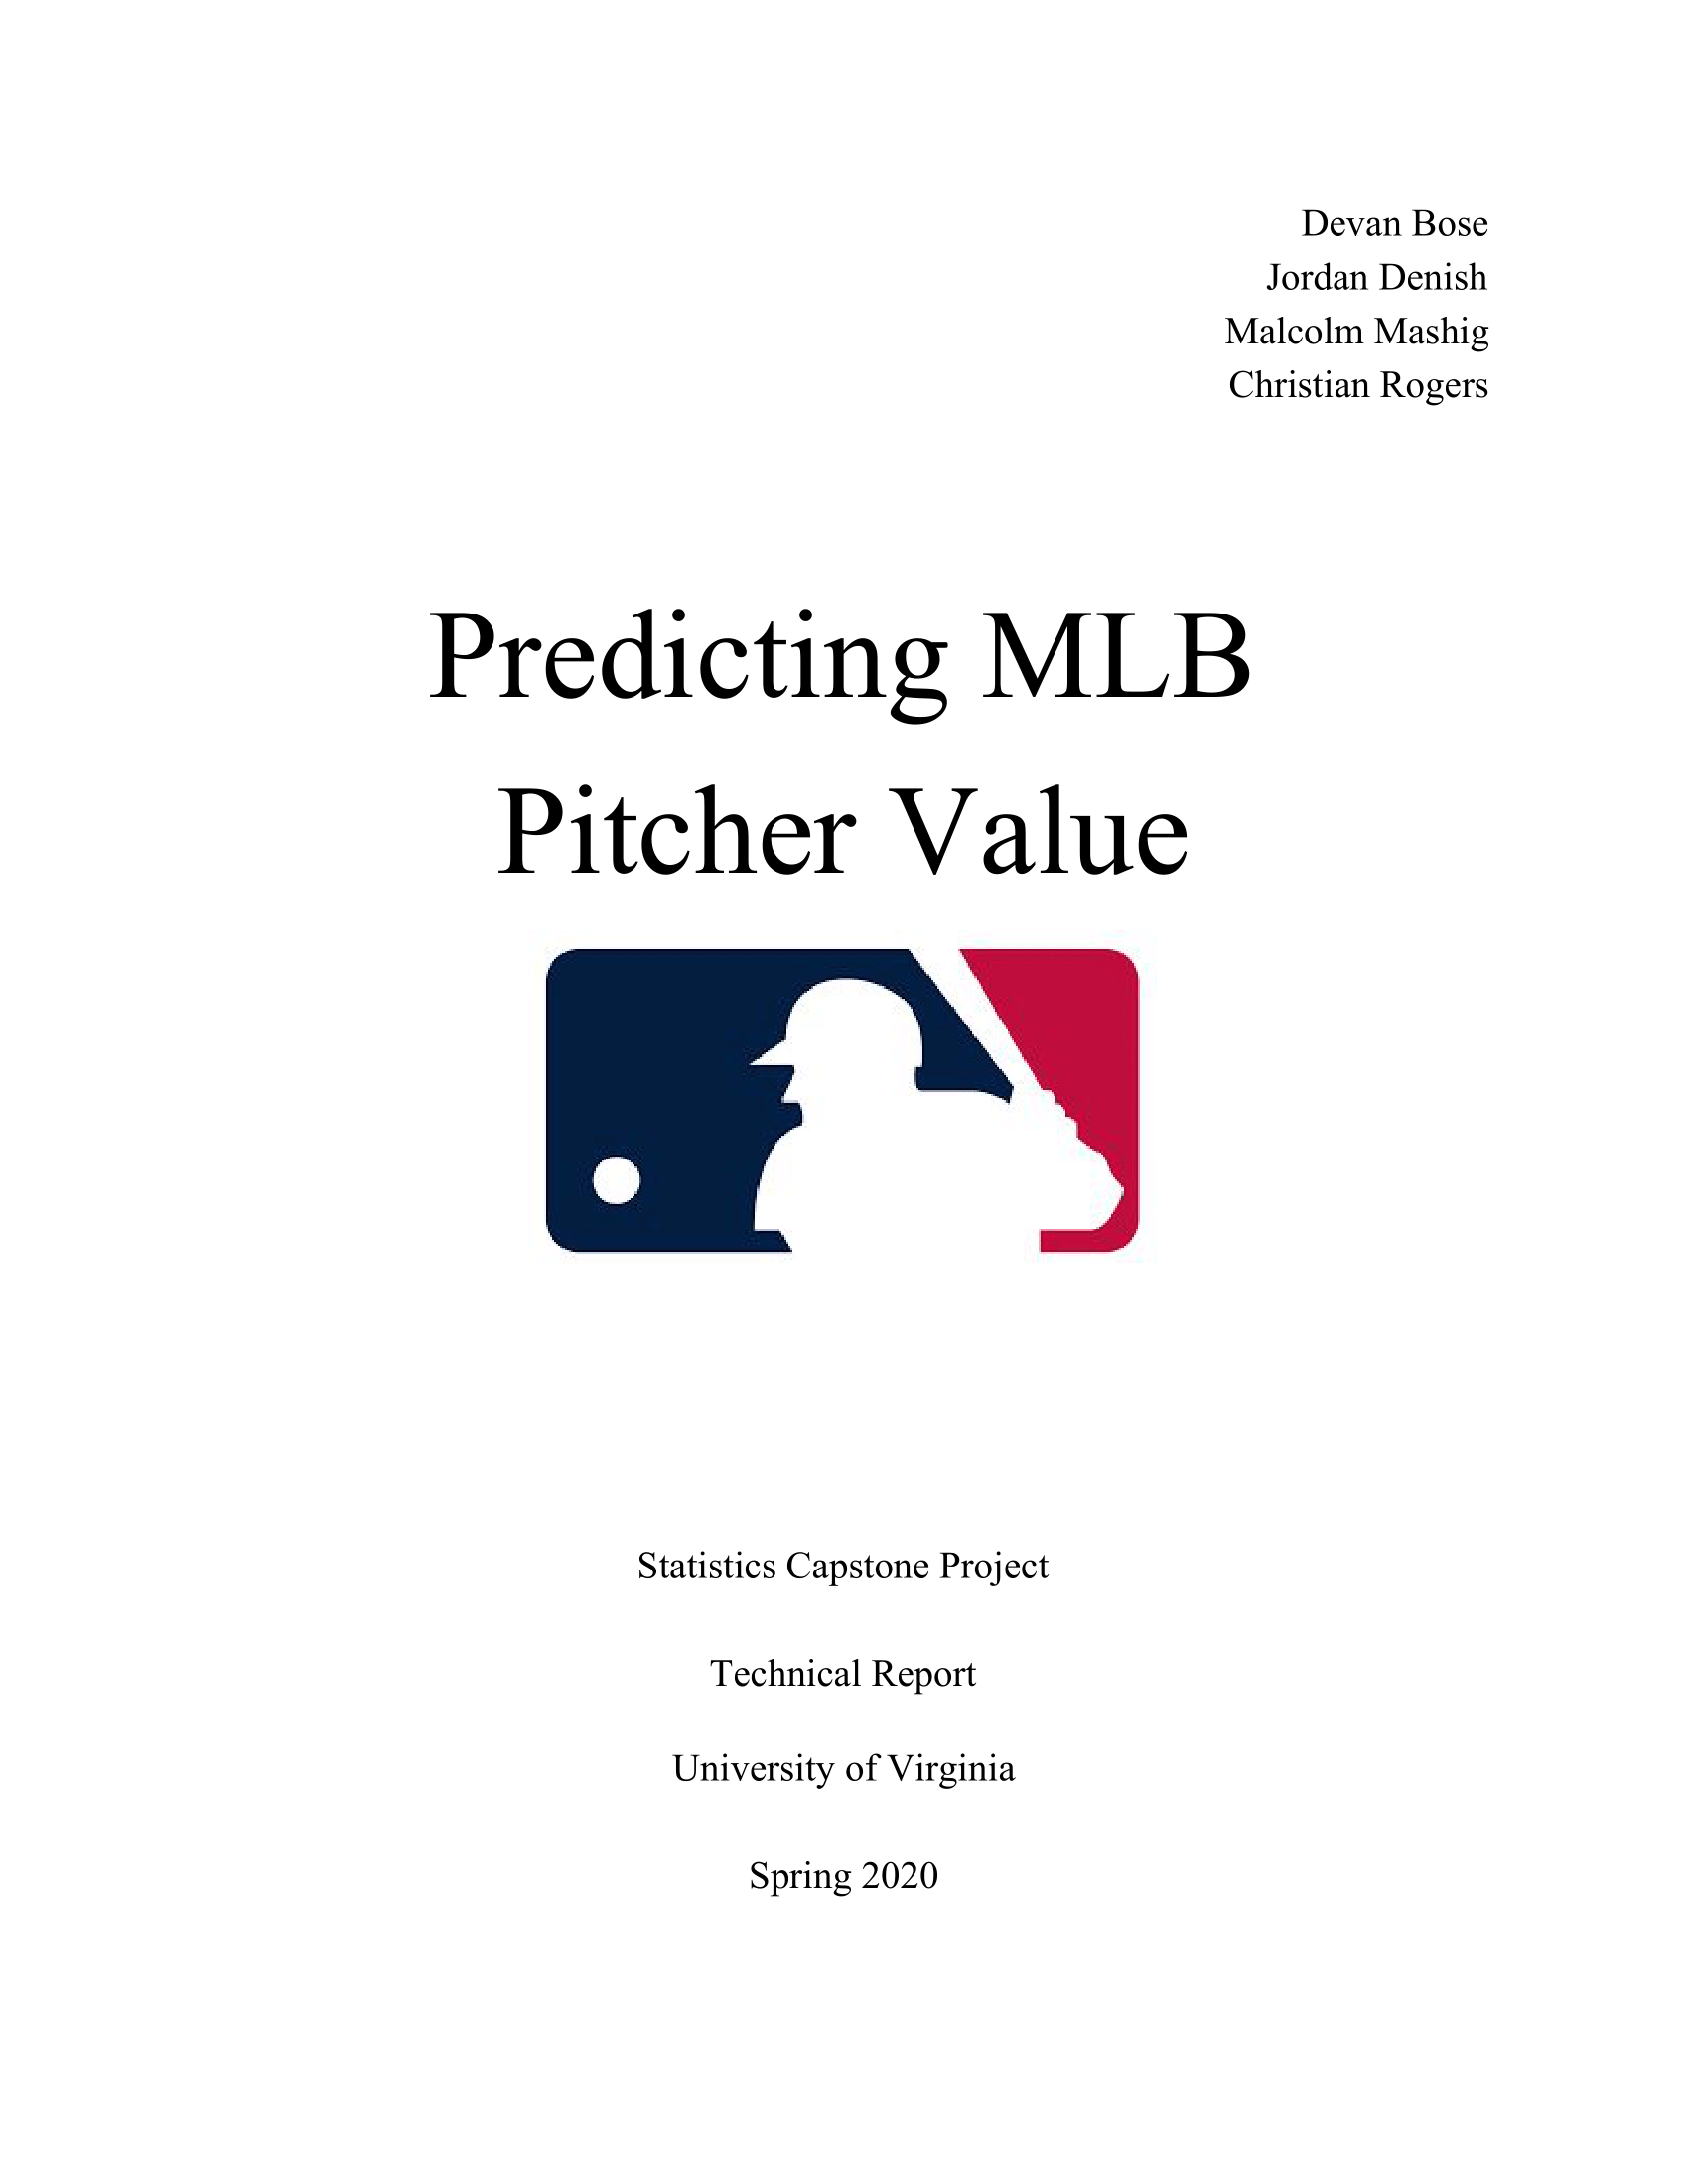 Devan Bose
Jordan Denish
Malcolm Mashig
Christian Rogers
Predicting MLB
Pitcher Value
Statistics Capstone Project
Technical Report
University of Virginia
Spring 2020